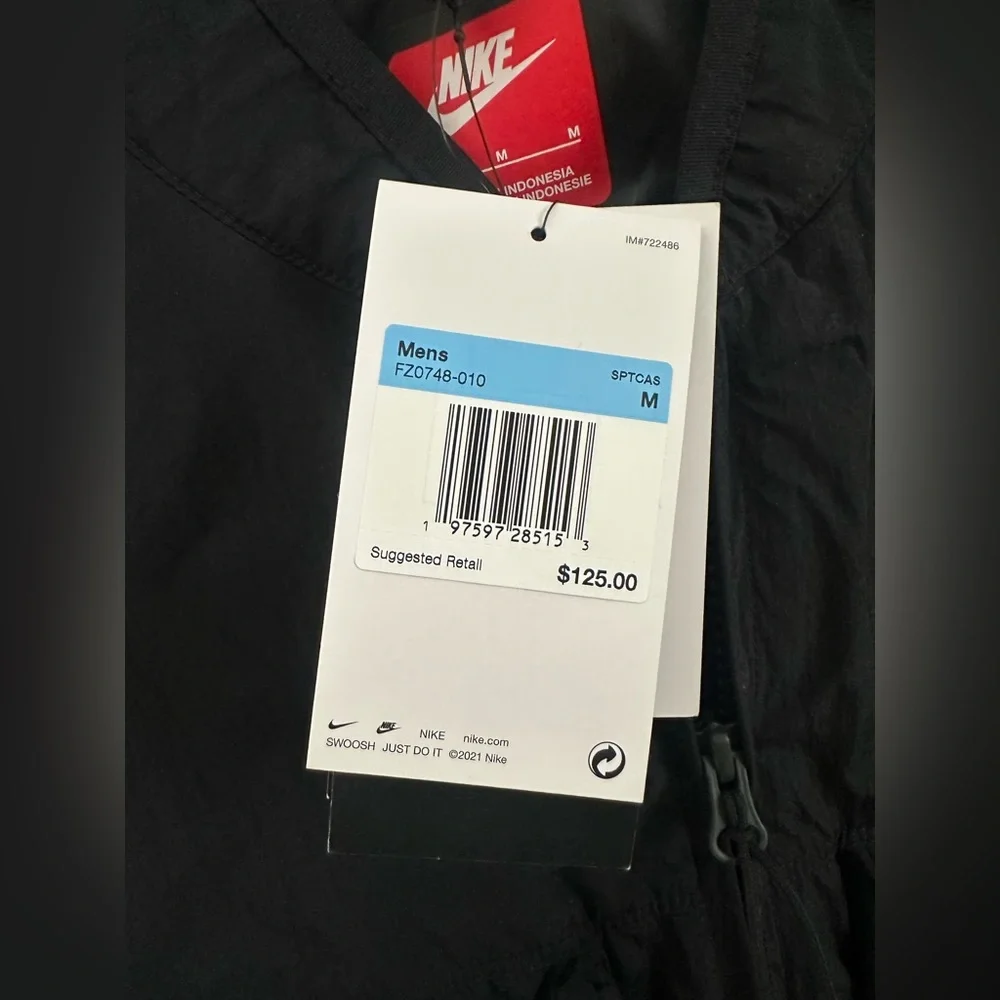 NIKE
M
M
INDONESIA
INDONESIE
IM#722486
Mens
FZ0748-010
SPTCAS
M
1 97597 28515 3
Suggested Retail
$125.00
NIKE NIKE nike.com
SWOOSH JUST DO IT ©2021 Nike